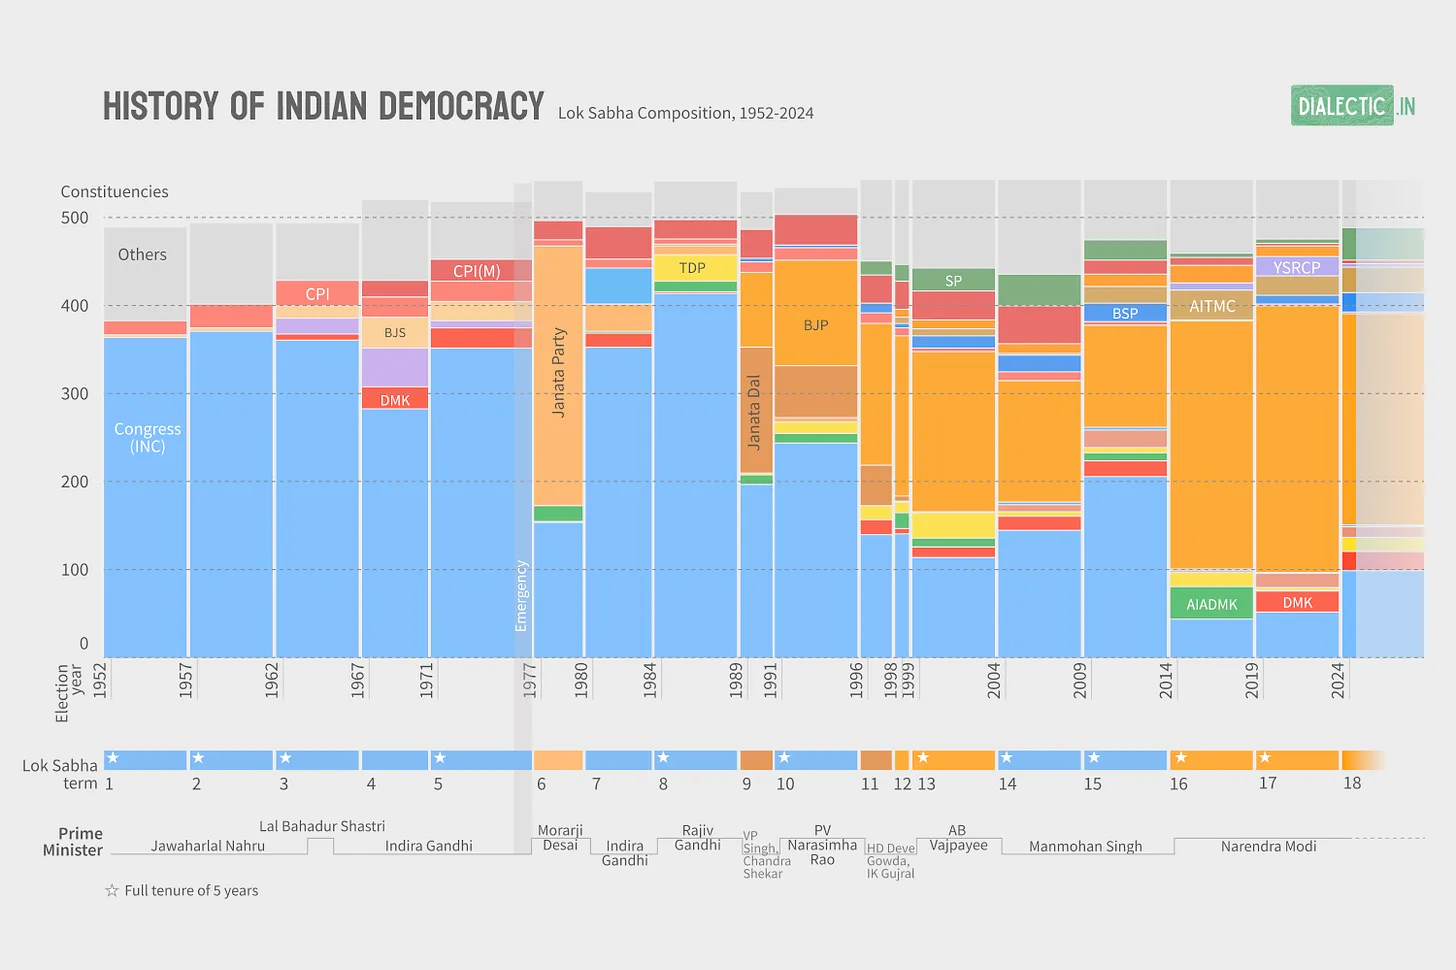 HISTORY OF INDIAN DEMOCRACY Lok Sabha Composition, 1952-2024
DIALECTIC.IN
Constituencies
500
400
300
200
100
0
Others
Congress
(INC)
CPI
BJS
DMK
CPI(M)
Emergency
Janata Party
TDP
Janata Dal
BJP
SP
BSP
AITMC
AIADMK
YSRCP
DMK
Election
year
1952 1957 1962 1967 1971 1977 1980 1984 1989 1991 1996 1998 1999 2004 2009 2014 2019 2024
Lok Sabha
term
1 2 3 4 5 6 7 8 9 10 11 12 13 14 15 16 17 18
Prime
Minister
Jawaharlal Nahru
Lal Bahadur Shastri
Indira Gandhi
Morarji
Desai
Indira
Gandhi
Rajiv
Gandhi
VP
Singh,
Chandra
Shekar
PV
Narasimha
Rao
HD Deve
Gowda,
IK Gujral
AB
Vajpayee
Manmohan Singh
Narendra Modi
☆ Full tenure of 5 years